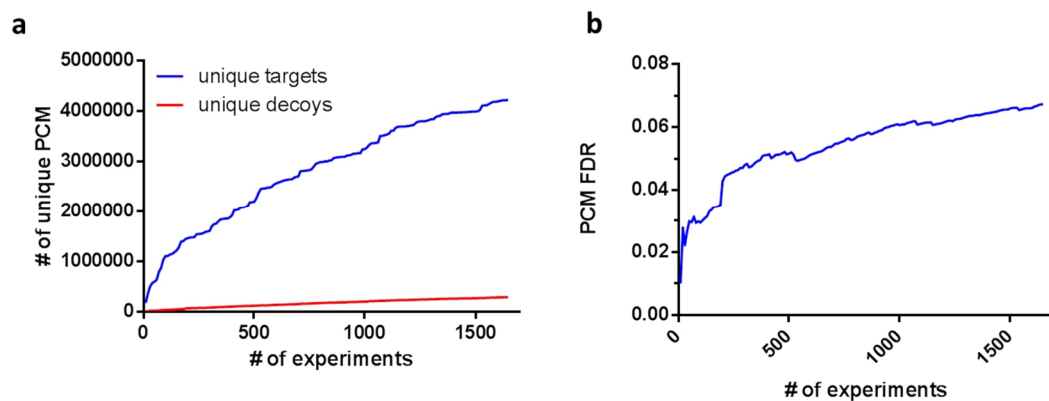 a
# of unique PCM
5000000
4000000
3000000
2000000
1000000
0
unique targets
unique decoys
0
500
1000
1500
# of experiments
b
PCM FDR
0.08
0.06
0.04
0.02
0.00
0
500
1000
1500
# of experiments